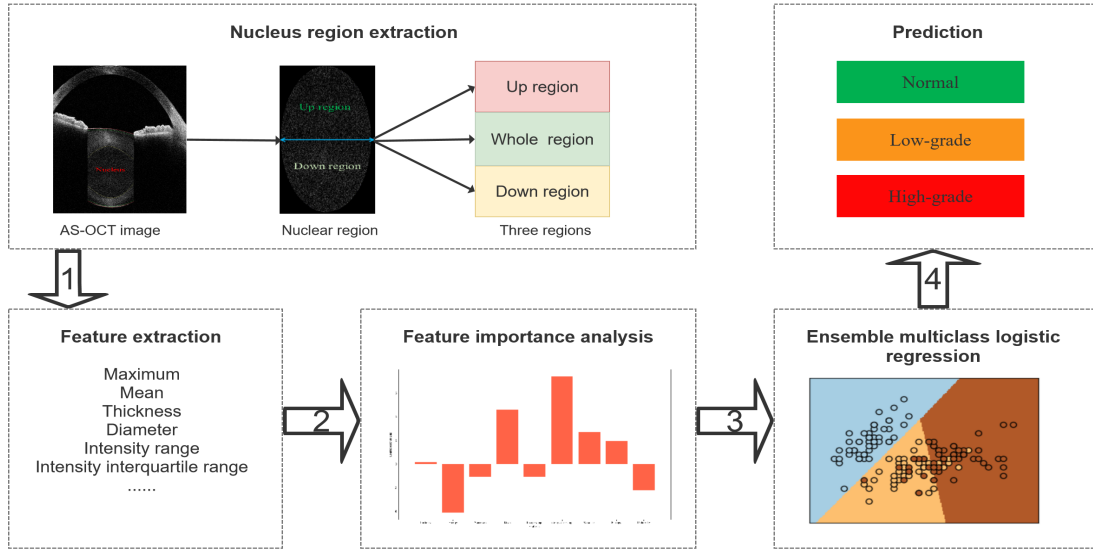 Nucleus region extraction
Up region
Down region
Nucleus
Up region
Whole region
Down region
AS-OCT image
Nuclear region
Three regions
Prediction
Normal
Low-grade
High-grade
1
4
Feature extraction
Maximum
Mean
Thickness
Diameter
Intensity range
Intensity interquartile range
......
2
Feature importance analysis
3
Ensemble multiclass logistic
regression